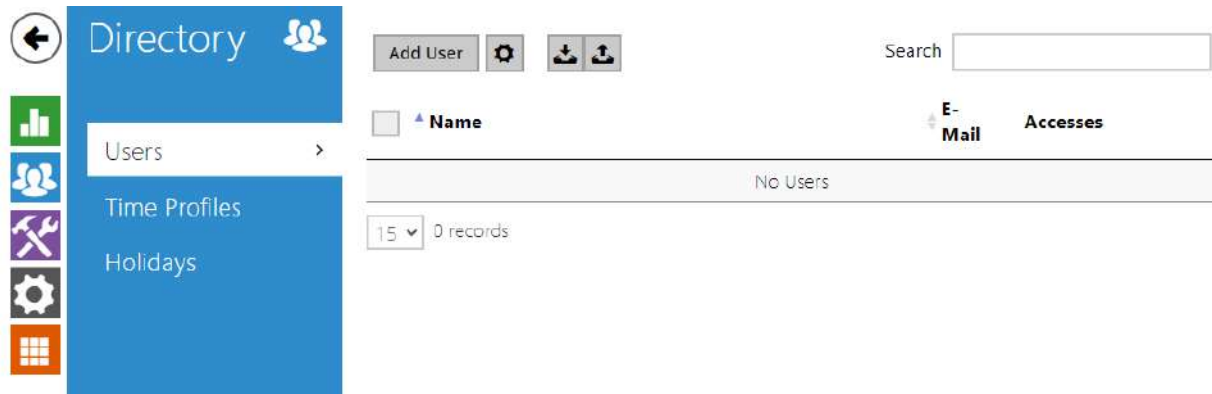 Directory
Users
Time Profiles
Holidays
Add User
Search
Name
E-
Mail
Accesses
No Users
15 0 records